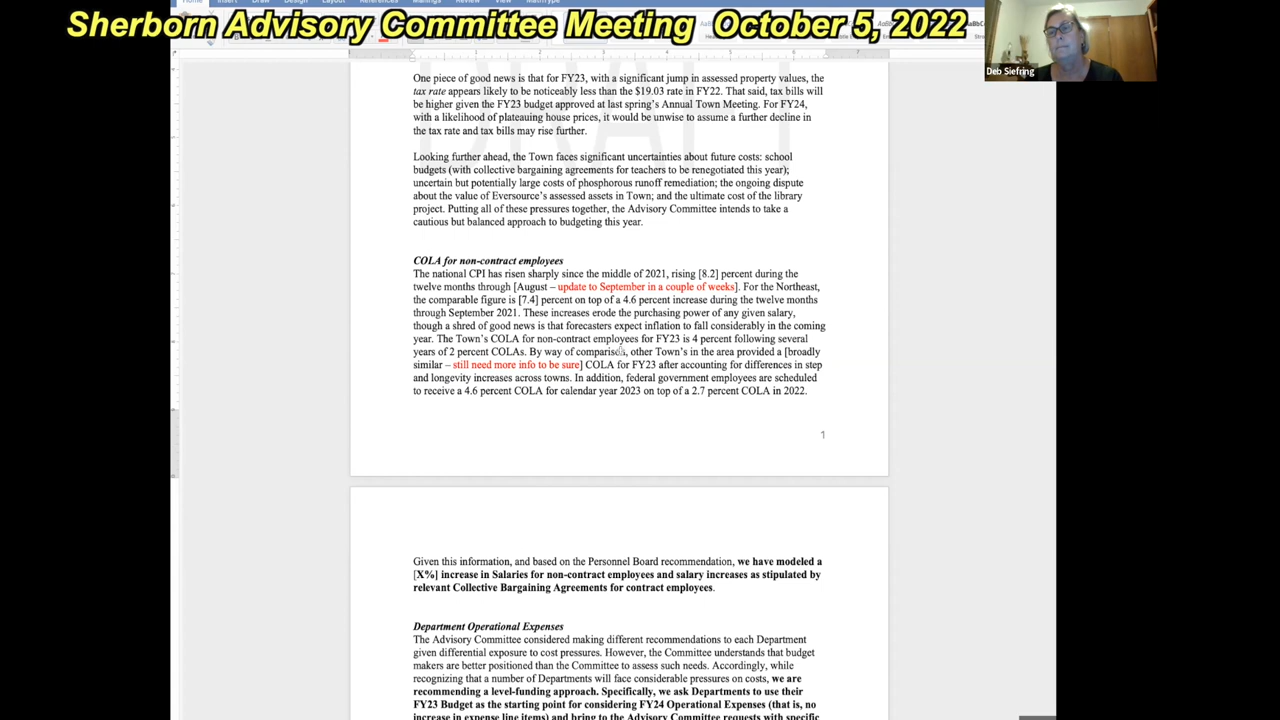 Sherborn Advisory Committee Meeting October 5, 2022
Deb Siefring
One piece of good news is that for FY23, with a significant jump in assessed property values, the
tax rate appears likely to be noticeably less than the $19.03 rate in FY22. That said, tax bills will
be higher given the FY23 budget approved at last spring's Annual Town Meeting. For FY24,
with a likelihood of plateauing house prices, it would be unwise to assume a further decline in
the tax rate and tax bills may rise further.
Looking further ahead, the Town faces significant uncertainties about future costs: school
budgets (with collective bargaining agreements for teachers to be renegotiated this year);
uncertain but potentially large costs of phosphorous runoff remediation; the ongoing dispute
about the value of Eversource's assessed assets in Town; and the ultimate cost of the library
project. Putting all of these pressures together, the Advisory Committee intends to take a
cautious but balanced approach to budgeting this year.
COLA for non-contract employees
The national CPI has risen sharply since the middle of 2021, rising [8.2] percent during the
twelve months through [August – update to September in a couple of weeks]. For the Northeast,
the comparable figure is [7.4] percent on top of a 4.6 percent increase during the twelve months
through September 2021. These increases erode the purchasing power of any given salary,
though a shred of good news is that forecasters expect inflation to fall considerably in the coming
year. The Town's COLA for non-contract employees for FY23 is 4 percent following several
years of 2 percent COLAs. By way of comparison, other Town's in the area provided a [broadly
similar – still need more info to be sure] COLA for FY23 after accounting for differences in step
and longevity increases across towns. In addition, federal government employees are scheduled
to receive a 4.6 percent COLA for calendar year 2023 on top of a 2.7 percent COLA in 2022.
1
Given this information, and based on the Personnel Board recommendation, we have modeled a
[X%] increase in Salaries for non-contract employees and salary increases as stipulated by
relevant Collective Bargaining Agreements for contract employees.
Department Operational Expenses
The Advisory Committee considered making different recommendations to each Department
given differential exposure to cost pressures. However, the Committee understands that budget
makers are better positioned than the Committee to assess such needs. Accordingly, while
recognizing that a number of Departments will face considerable pressures on costs, we are
recommending a level-funding approach. Specifically, we ask Departments to use their
FY23 Budget as the starting point for considering FY24 Operational Expenses (that is, no
increase in expense line items) and bring to the Advisory Committee requests with specific